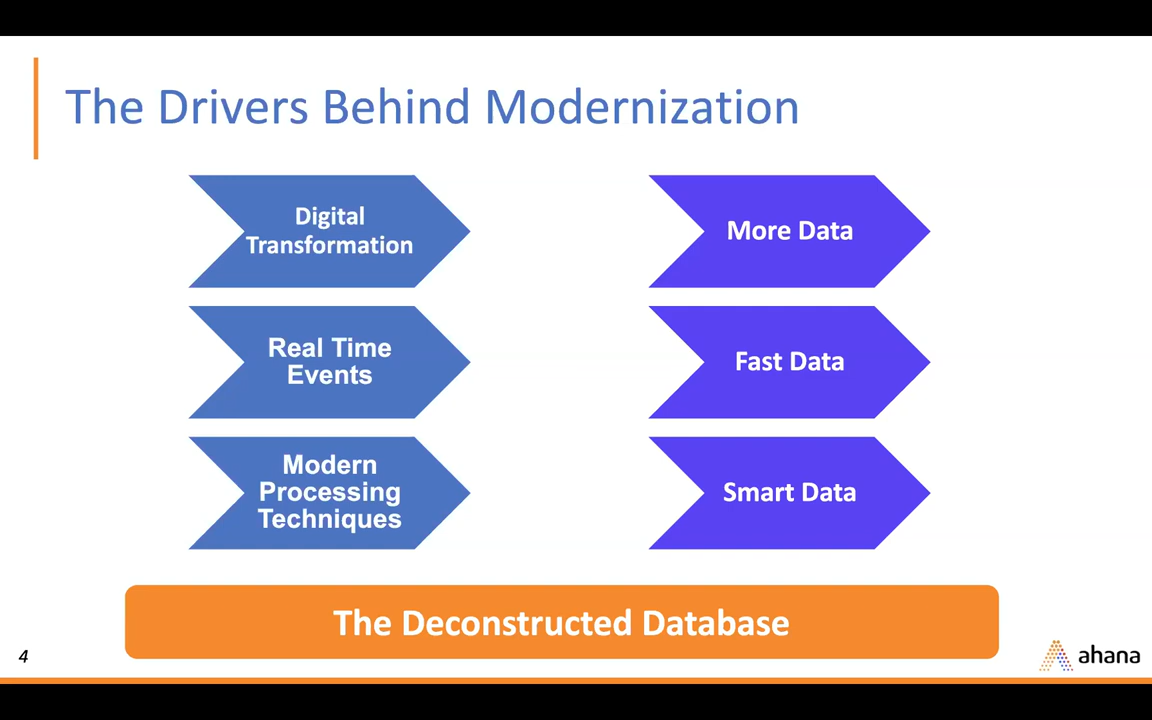 The Drivers Behind Modernization
Digital
Transformation
More Data
Real Time
Events
Fast Data
Modern
Processing
Techniques
Smart Data
The Deconstructed Database
4
ahana